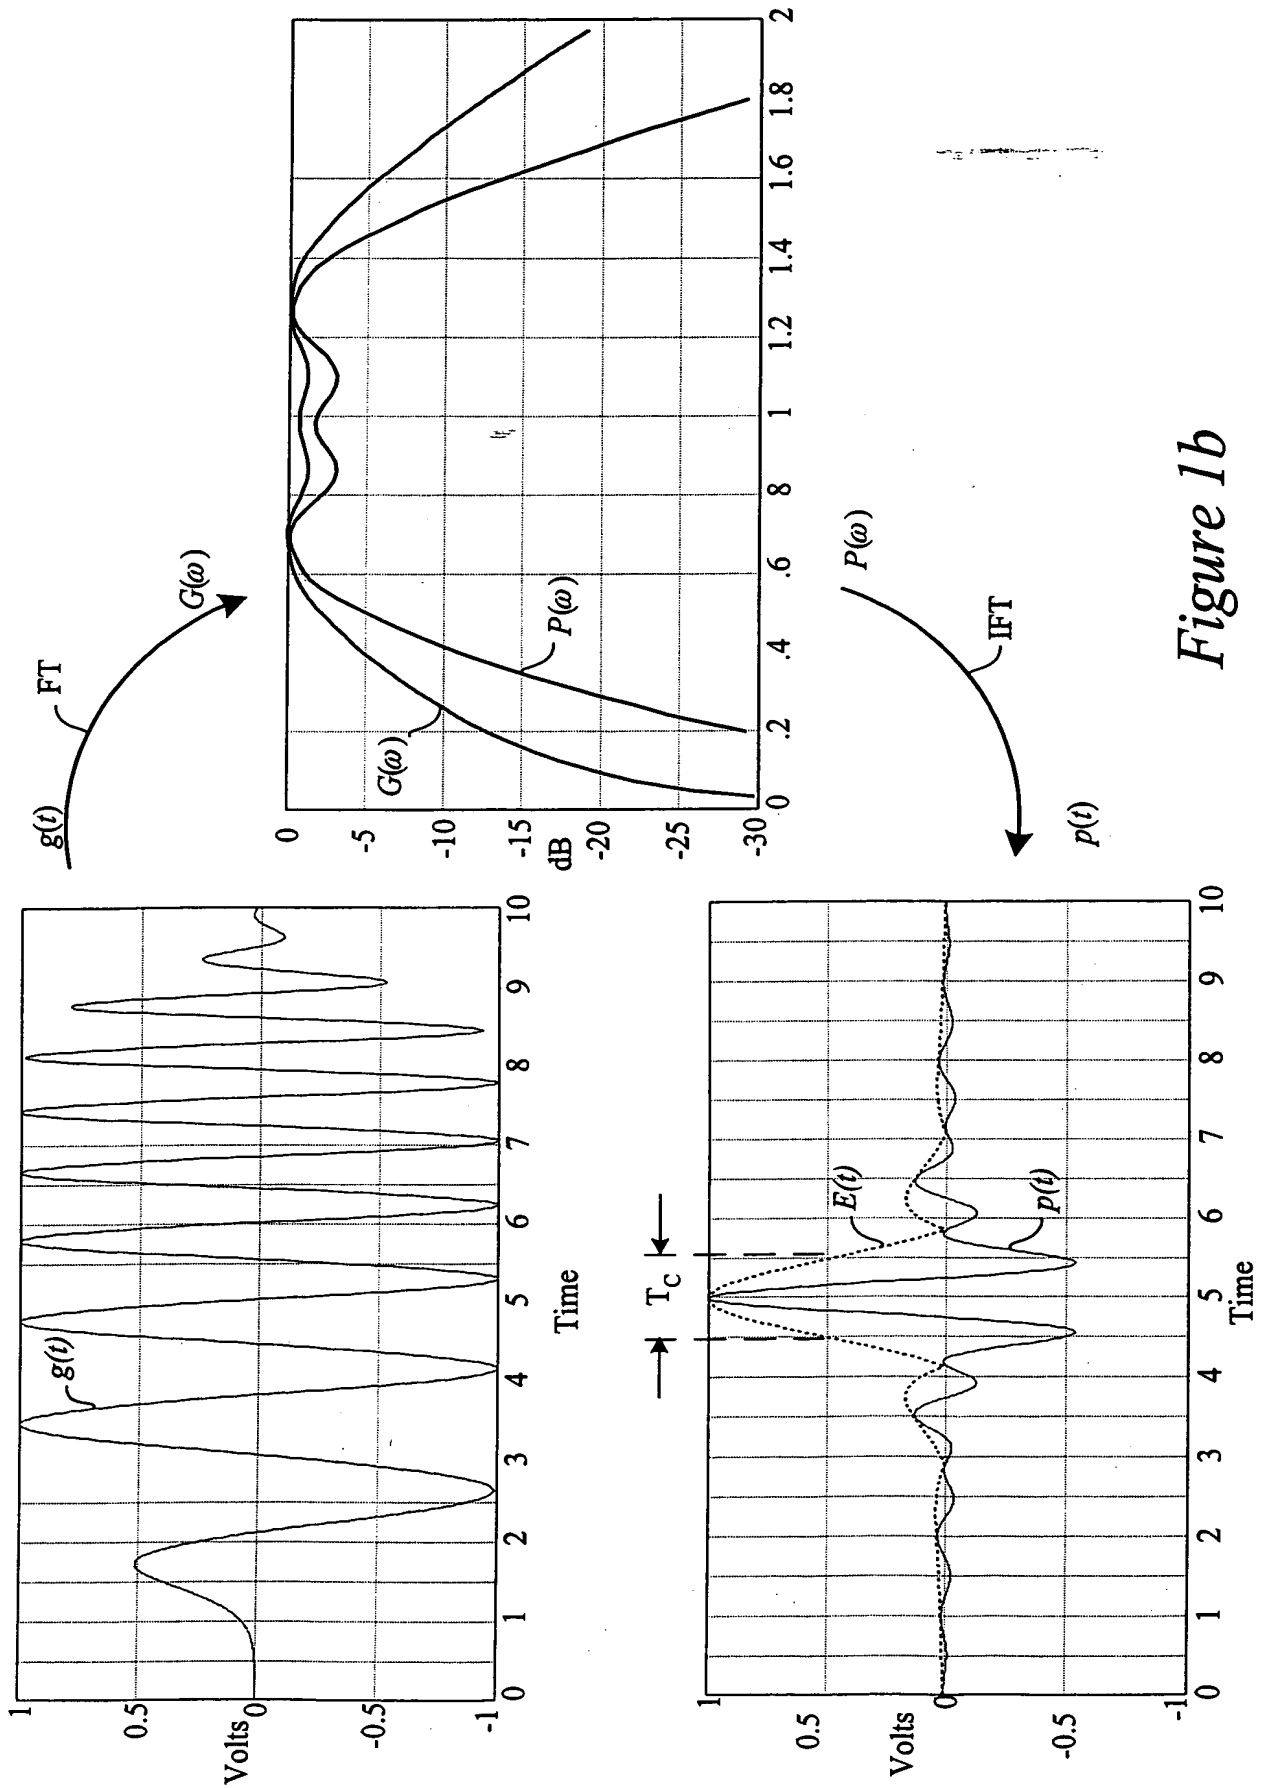 g(t)
FT
G(ω)
1
0.5
Volts 0
-0.5
-1
0 1 2 3 4 5 6 7 8 9 10
Time
g(t)
0
-5
-10
-15
dB
-20
-25
-30
0 .2 .4 .6 .8 1 1.2 1.4 1.6 1.8 2
G(ω)
P(ω)
1
0.5
Volts 0
-0.5
-1
0 1 2 3 4 5 6 7 8 9 10
Time
TC
E(t)
p(t)
P(ω)
IFT
p(t)
Figure 1b